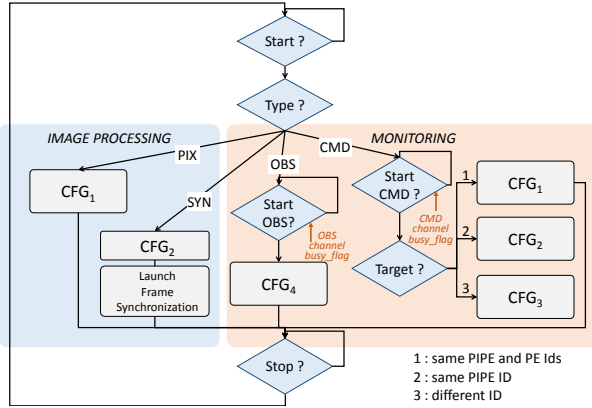 Start ?
Type ?
IMAGE PROCESSING
MONITORING
PIX
SYN
OBS
CMD
CFG1
CFG2
Launch
Frame
Synchronization
Start
OBS?
OBS
channel
busy_flag
CFG4
Start
CMD ?
CMD
channel
busy_flag
Target ?
1
CFG1
2
CFG2
3
CFG3
Stop ?
1 : same PIPE and PE Ids
2 : same PIPE ID
3 : different ID